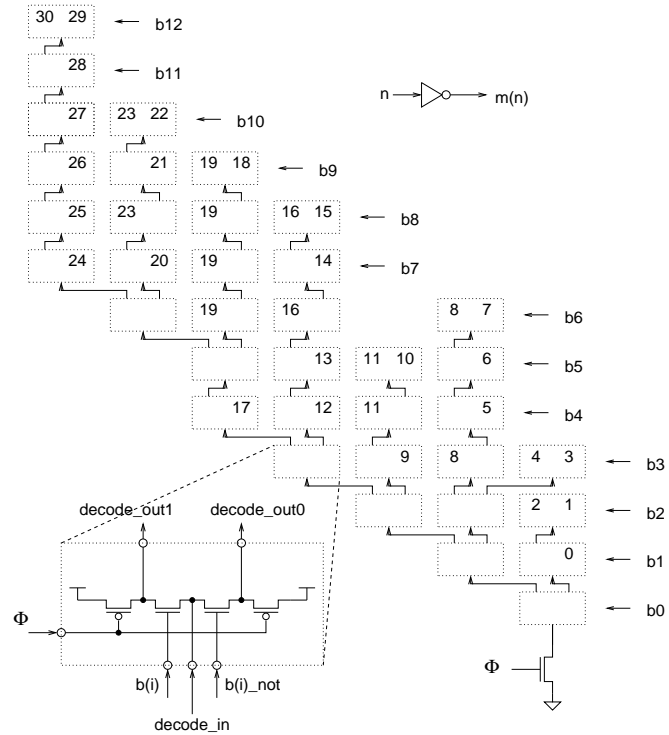 30 29 b12
28 b11
n m(n)
27 23 22 b10
26 21 19 18 b9
25 23 19 16 15 b8
24 20 19 14 b7
19 16 8 7 b6
13 11 10 6 b5
17 12 11 5 b4
9 8 4 3 b3
decode_out1 decode_out0
2 1 b2
0 b1
b0
Φ
Φ
b(i) b(i)_not
decode_in